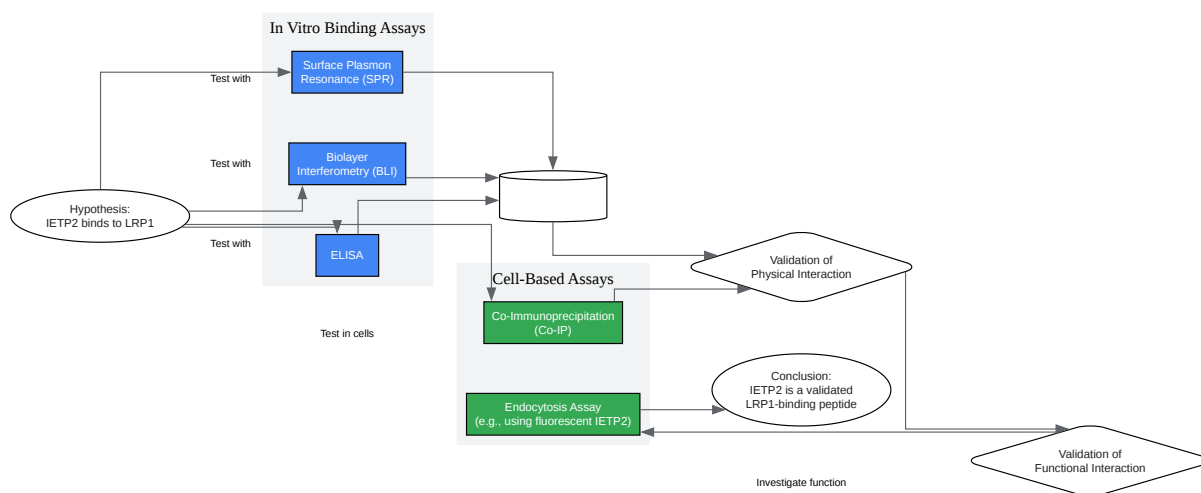 In Vitro Binding Assays
Surface Plasmon
Resonance (SPR)
Test with
Biolayer
Interferometry (BLI)
Test with
Hypothesis:
IETP2 binds to LRP1
Test with
ELISA
Validation of
Physical Interaction
Cell-Based Assays
Co-Immunoprecipitation
(Co-IP)
Test in cells
Conclusion:
IETP2 is a validated
LRP1-binding peptide
Endocytosis Assay
(e.g., using fluorescent IETP2)
Validation of
Functional Interaction
Investigate function